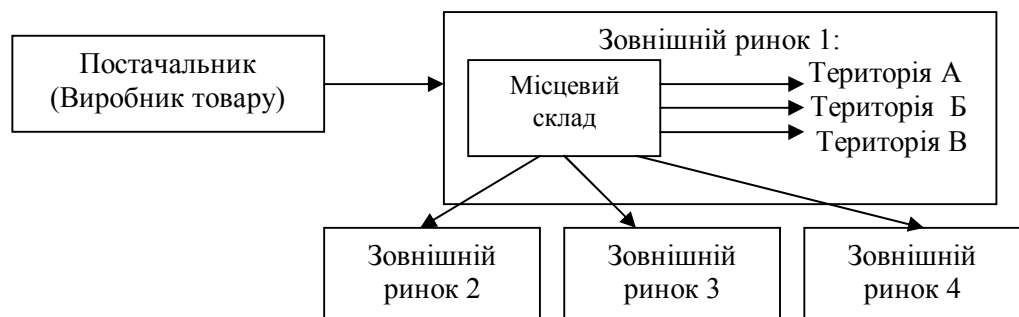 Постачальник
(Виробник товару)
Зовнішній ринок 1:
Місцевий
склад
Територія А
Територія Б
Територія В
Зовнішній
ринок 2
Зовнішній
ринок 3
Зовнішній
ринок 4